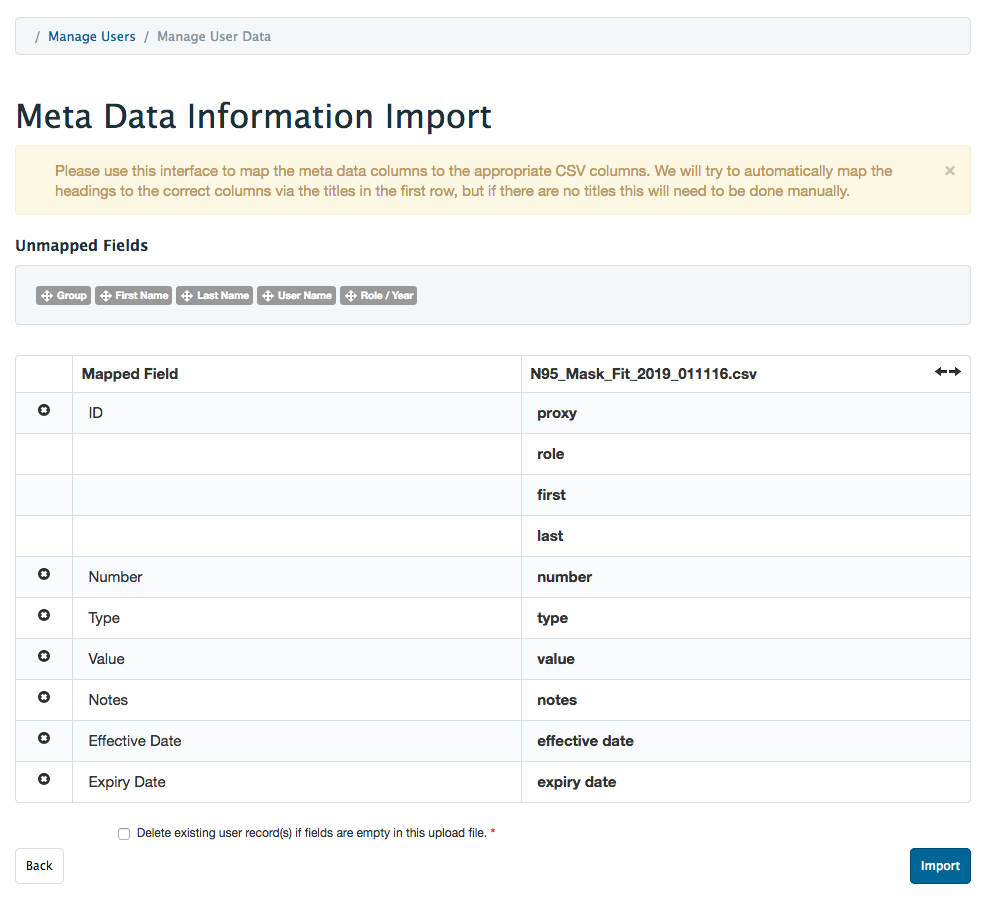 / Manage Users / Manage User Data
Meta Data Information Import
Please use this interface to map the meta data columns to the appropriate CSV columns. We will try to automatically map the
headings to the correct columns via the titles in the first row, but if there are no titles this will need to be done manually.
Unmapped Fields
Group First Name Last Name User Name Role / Year
Mapped Field N95_Mask_Fit_2019_011116.csv
ID proxy
role
first
last
Number number
Type type
Value value
Notes notes
Effective Date effective date
Expiry Date expiry date
Delete existing user record(s) if fields are empty in this upload file. *
Back Import